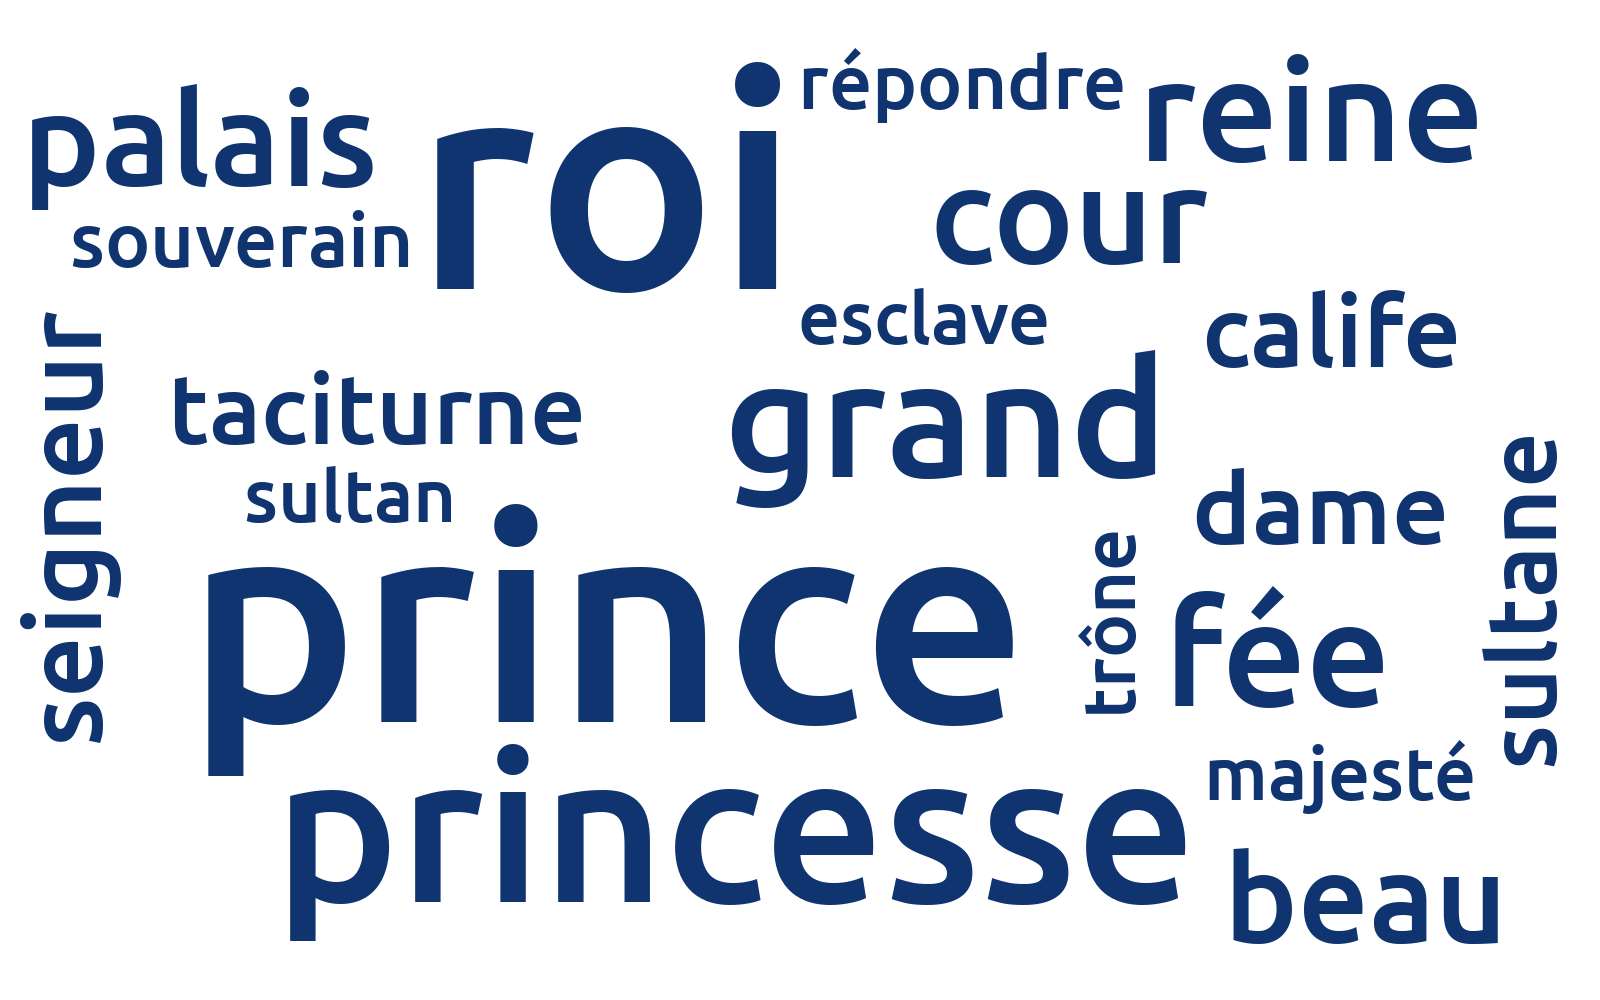 répondre
reine
palais
roi
cour
souverain
esclave
calife
seigneur
taciturne
grand
sultan
dame
sultane
prince
trône
fée
majesté
princesse
beau